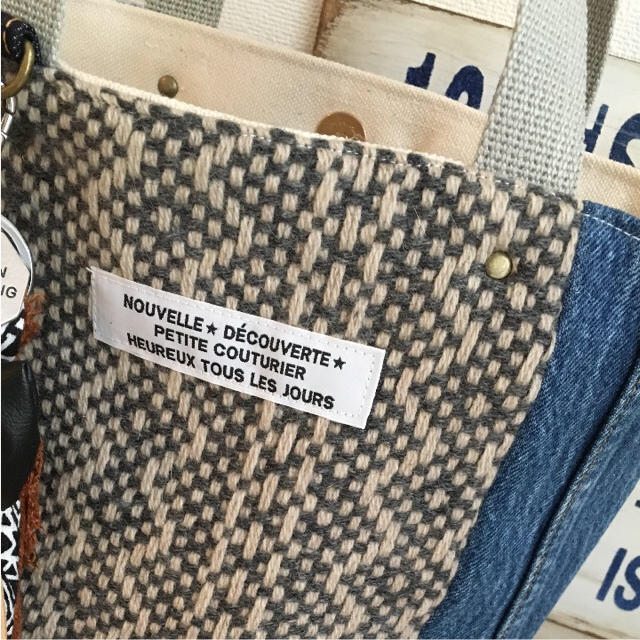 NOUVELLE★ DÉCOUVERTE★
PETITE COUTURIER
HEUREUX TOUS LES JOURS